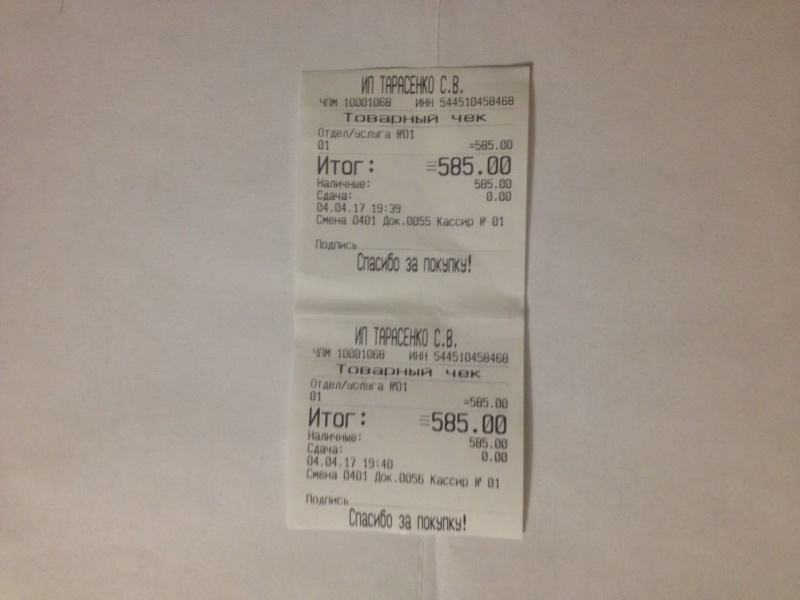 ИП ТАРАСЕНКО С.В.
ЧПМ 10001068 ИНН 544510458468
Товарный чек
Отдел/услуга №01
01 =585.00
Итог: =585.00
Наличные: 585.00
Сдача: 0.00
04.04.17 19:39
Смена 0401 Док.0055 Кассир № 01
Подпись
Спасибо за покупку!
ИП ТАРАСЕНКО С.В.
ЧПМ 10001068 ИНН 544510458468
Товарный чек
Отдел/услуга №01
01 =585.00
Итог: =585.00
Наличные: 585.00
Сдача: 0.00
04.04.17 19:40
Смена 0401 Док.0056 Кассир № 01
Подпись
Спасибо за покупку!